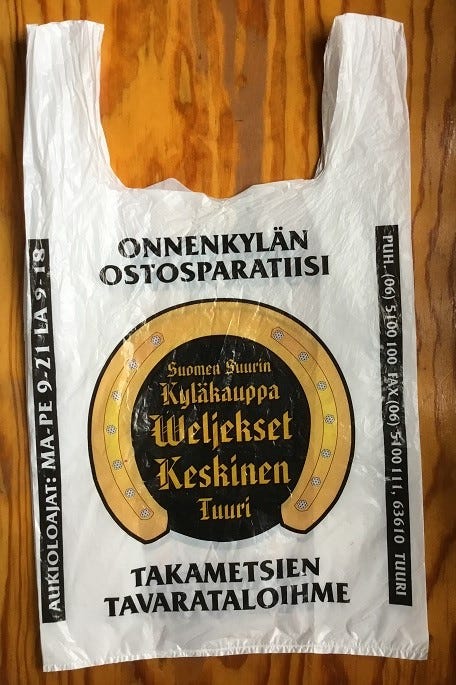 ONNENKYLÄN
OSTOSPARATIISI
Suomen Suurin
Kyläkauppa
Weljekset
Keskinen
Tuuri
TAKAMETSIEN
TAVARATALOIHME
AUKIOLOAJAT: MA-PE 9-21 LA 9-18
PUH. (06) 5100 100 FAX (06) 5100 111, 63610 TUURI